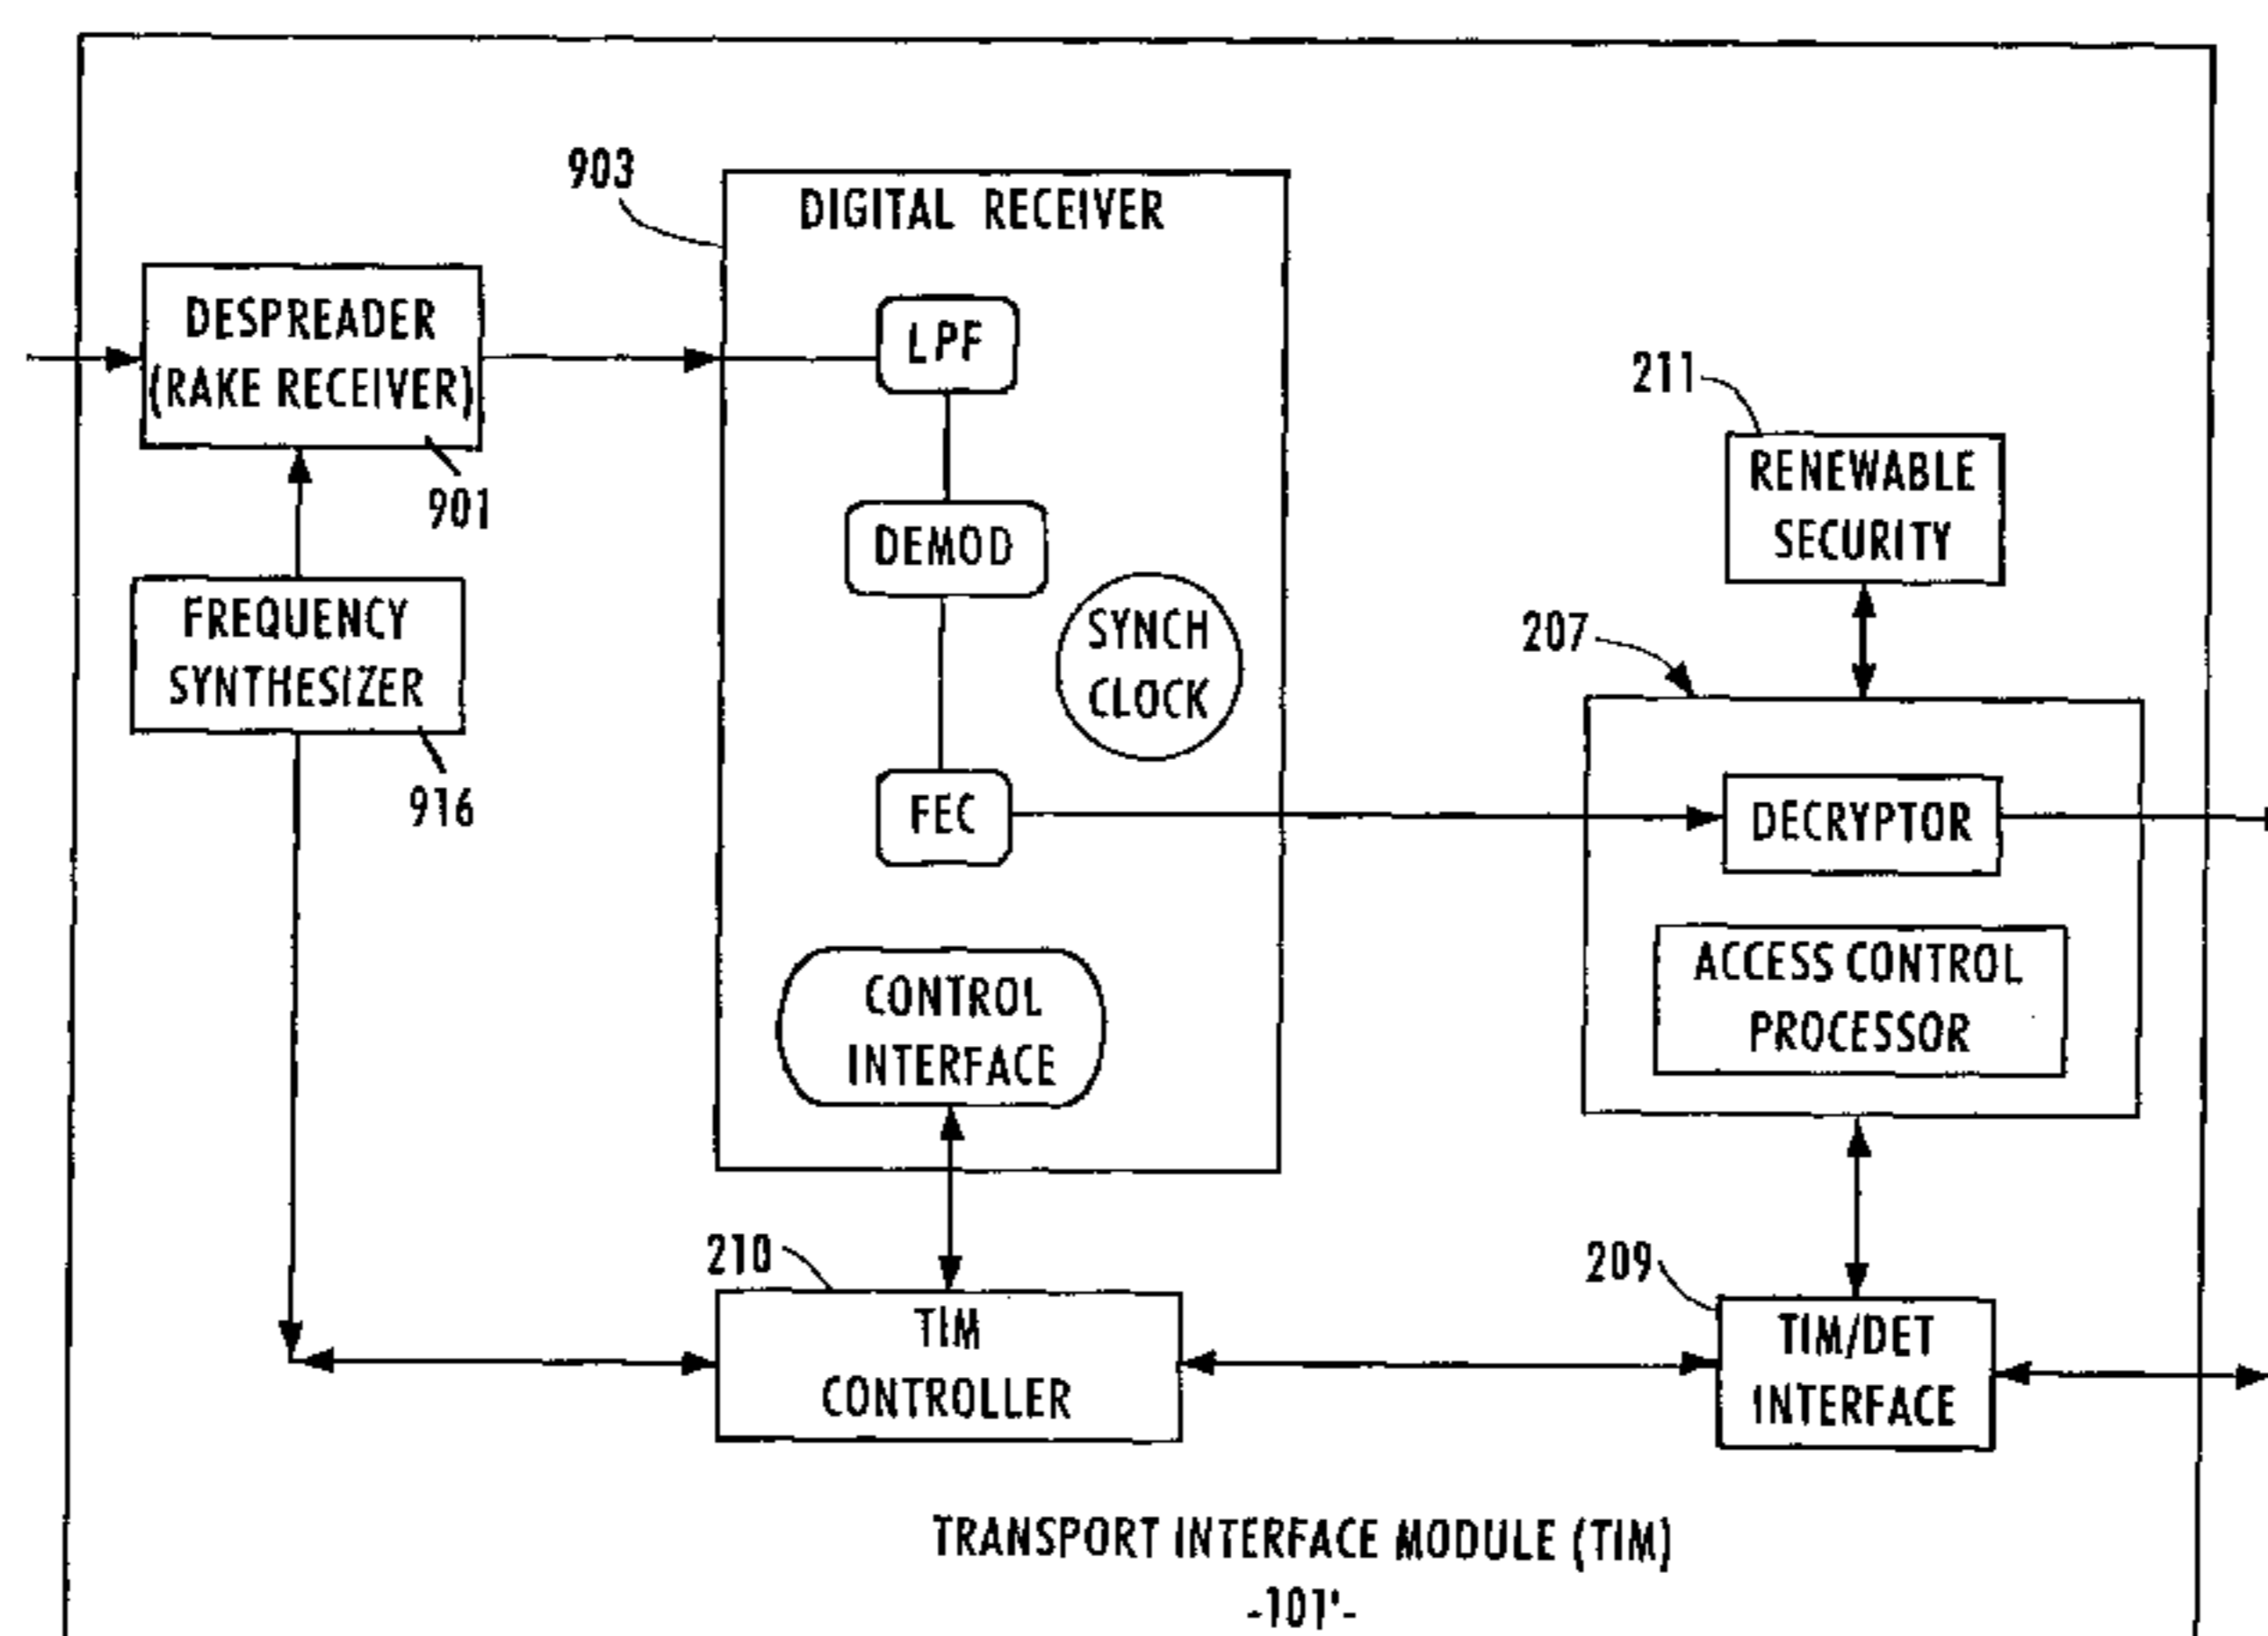 903
DIGITAL RECEIVER
DESPREADER
(RAKE RECEIVER)
901
LPF
DEMOD
SYNCH
CLOCK
FEC
CONTROL
INTERFACE
FREQUENCY
SYNTHESIZER
916
211
RENEWABLE
SECURITY
207
DECRYPTOR
ACCESS CONTROL
PROCESSOR
210
TIM
CONTROLLER
209
TIM/DET
INTERFACE
TRANSPORT INTERFACE MODULE (TIM)
-101'-